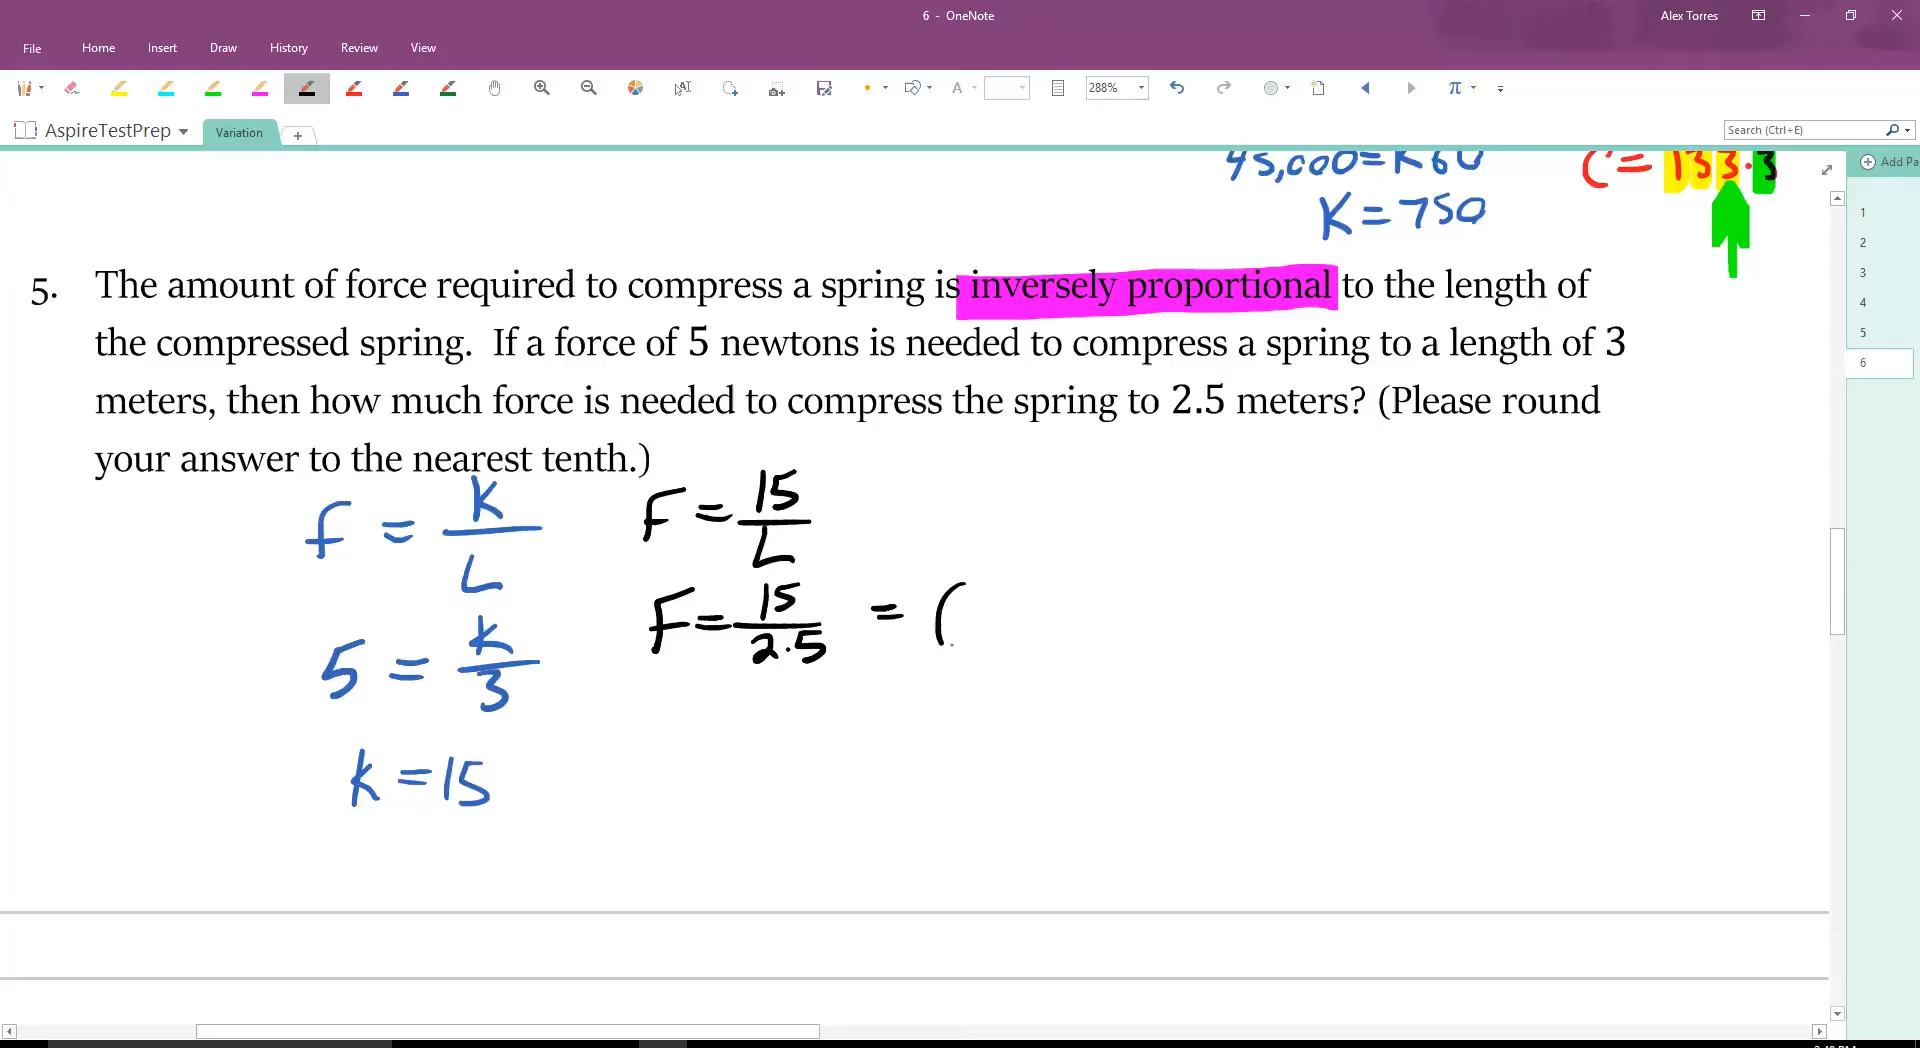 6 - OneNote
Alex Torres
File Home Insert Draw History Review View
288%
AspireTestPrep
Variation
Search (Ctrl+E)
Add Pa
45,000=K60
K=750
C=133.3
1
2
3
4
5
6
5. The amount of force required to compress a spring is inversely proportional to the length of
the compressed spring. If a force of 5 newtons is needed to compress a spring to a length of 3
meters, then how much force is needed to compress the spring to 2.5 meters? (Please round
your answer to the nearest tenth.)
f = K/L
5 = K/3
k=15
F=15/L
F=15/2.5 = (